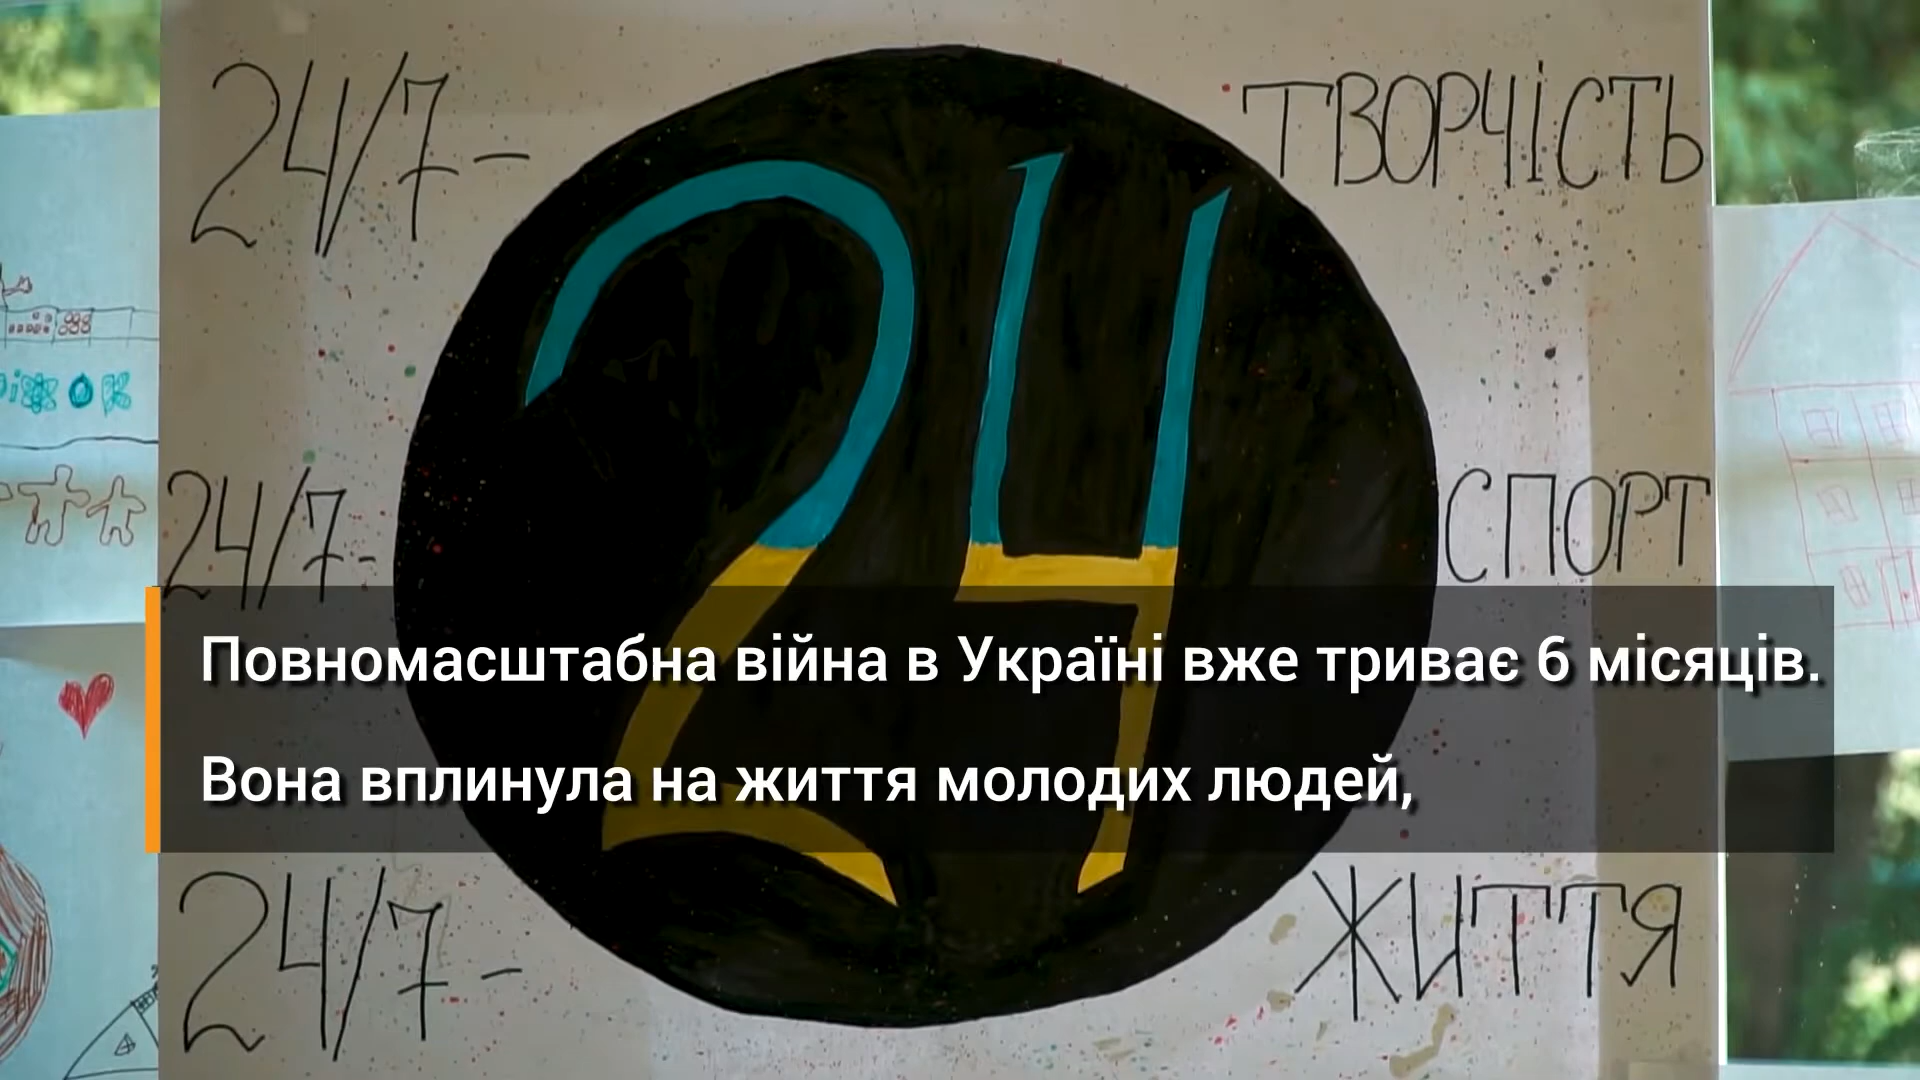 24/7-
ТВОРЧІСТЬ
24
24/7-
СПОРТ
Повномасштабна війна в Україні вже триває 6 місяців.
Вона вплинула на життя молодих людей,
24/7-
ЖИТТЯ